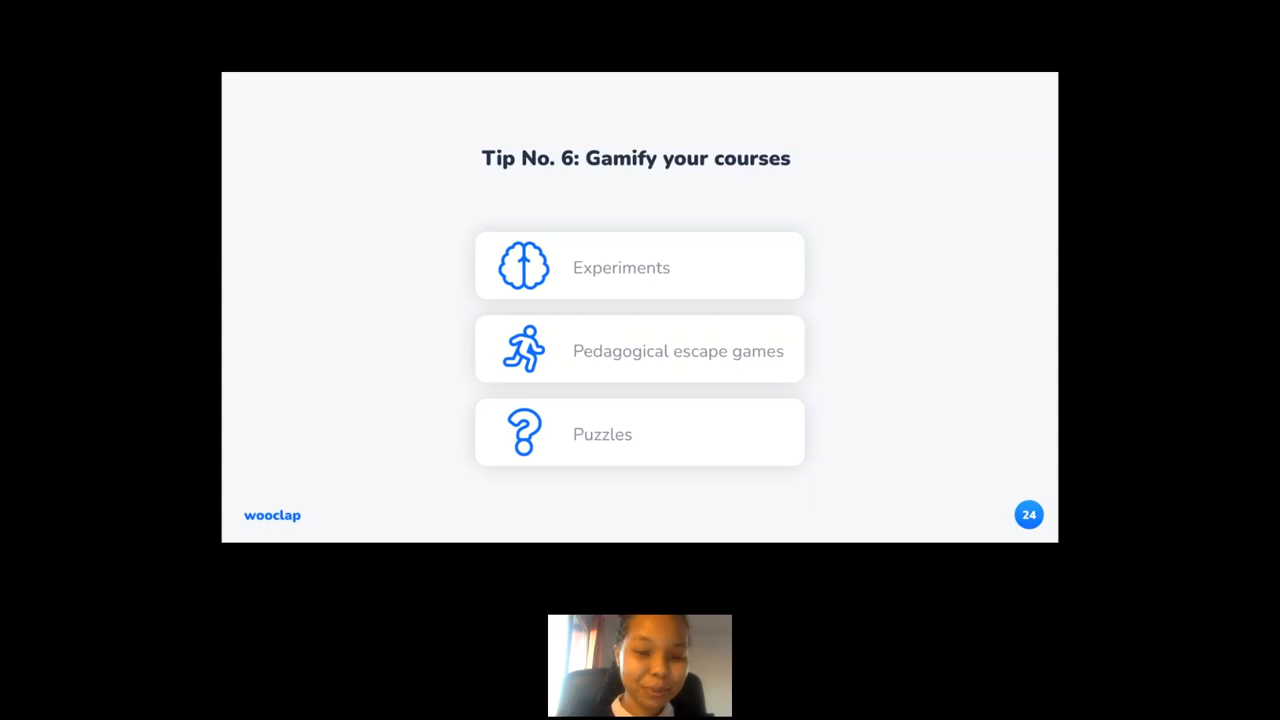 Tip No. 6: Gamify your courses
Experiments
Pedagogical escape games
Puzzles
wooclap
24